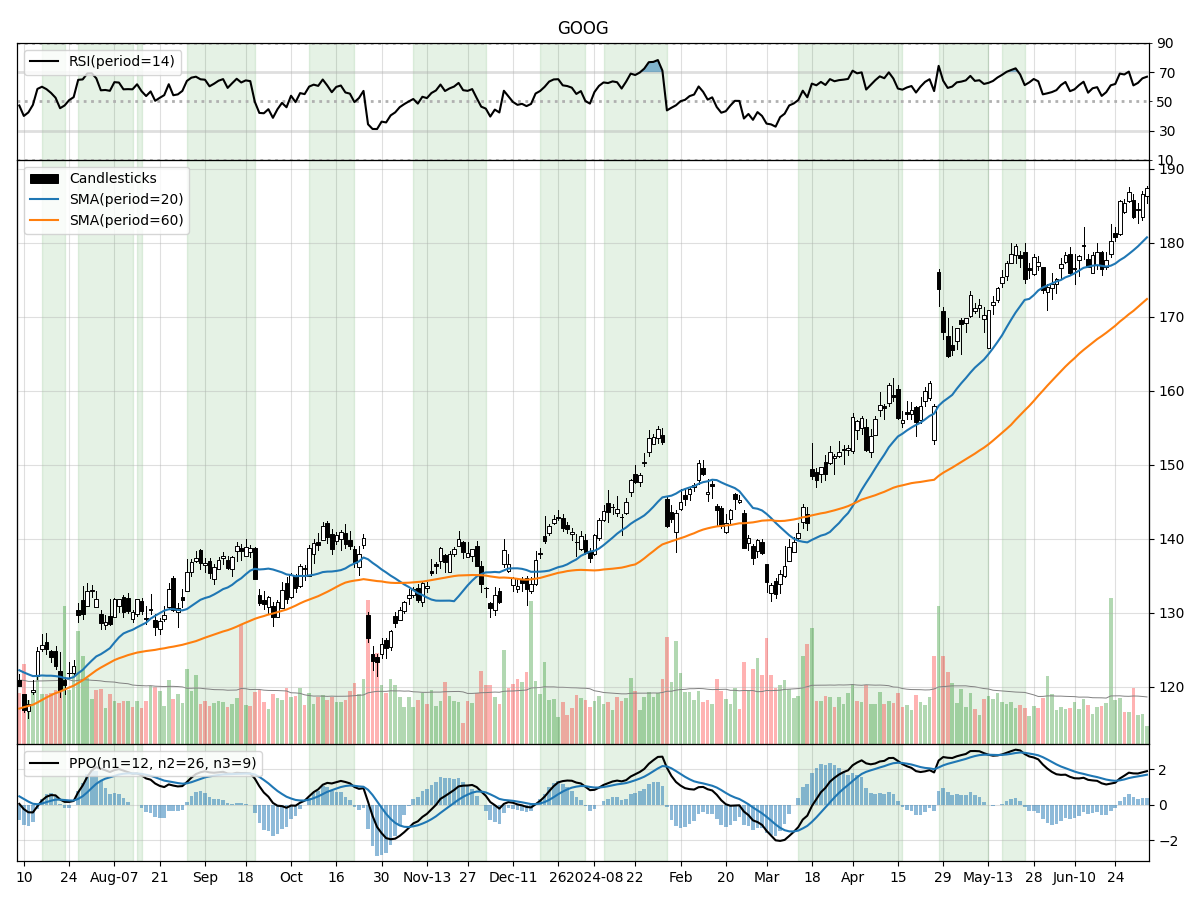 GOOG
RSI(period=14)
90
70
50
30
10
Candlesticks
SMA(period=20)
SMA(period=60)
190
180
170
160
150
140
130
120
PPO(n1=12, n2=26, n3=9)
2
0
−2
10 24 Aug-07 21 Sep 18 Oct 16 30 Nov-13 27 Dec-11 26 2024-08 22 Feb 20 Mar 18 Apr 15 29 May-13 28 Jun-10 24